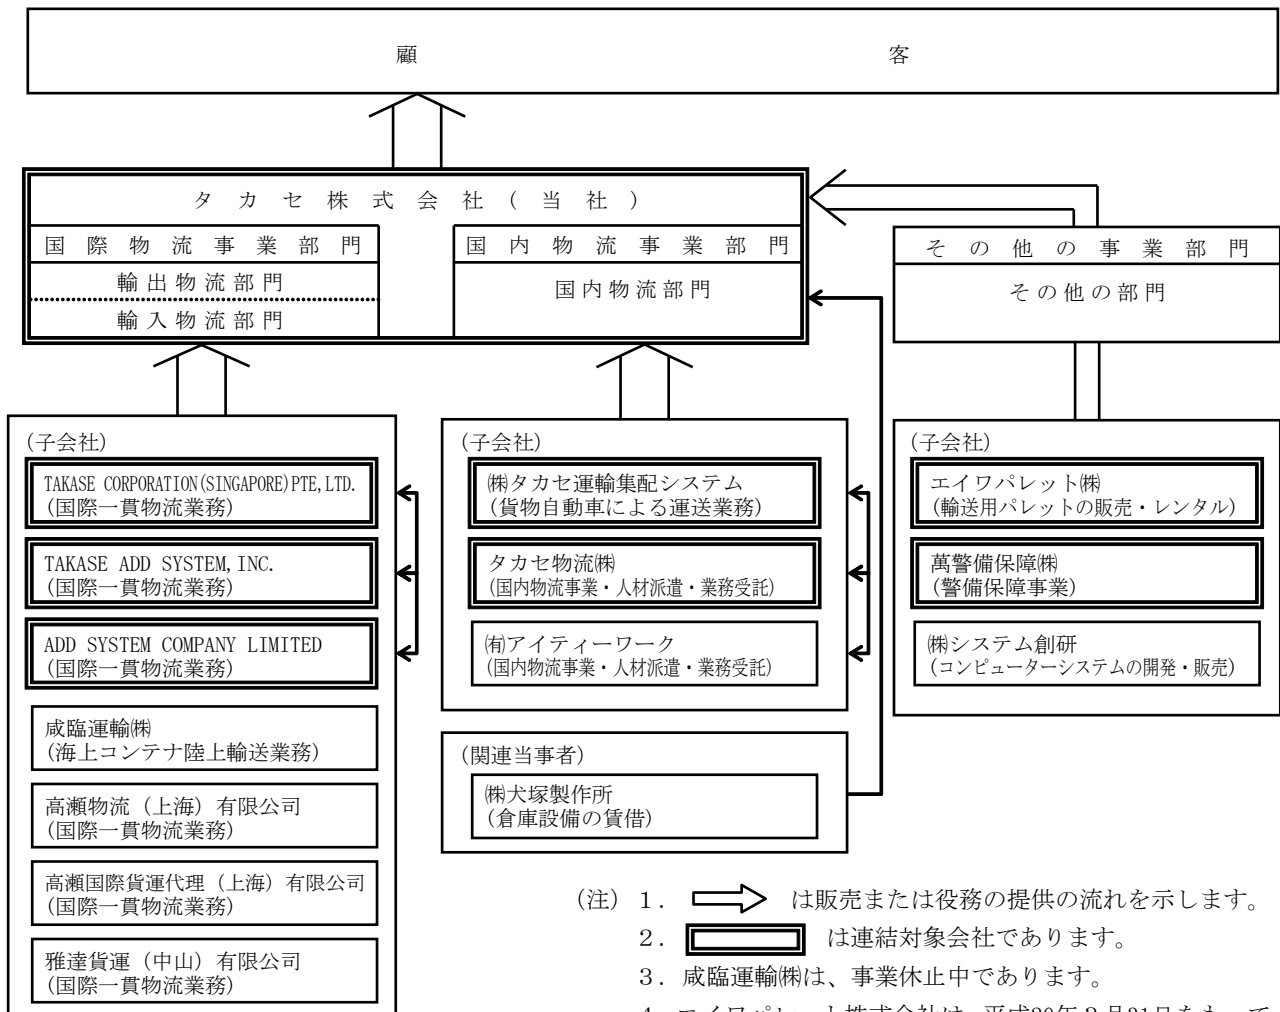 顧客
タカセ株式会社(当社)
国際物流事業部門
輸出物流部門
輸入物流部門
国内物流事業部門
国内物流部門
その他の事業部門
その他の部門
(子会社)
TAKASE CORPORATION(SINGAPORE)PTE,LTD.
(国際一貫物流業務)
TAKASE ADD SYSTEM,INC.
(国際一貫物流業務)
ADD SYSTEM COMPANY LIMITED
(国際一貫物流業務)
咸臨運輸㈱
(海上コンテナ陸上輸送業務)
高瀬物流（上海）有限公司
(国際一貫物流業務)
高瀬国際貨運代理（上海）有限公司
(国際一貫物流業務)
雅達貨運（中山）有限公司
(国際一貫物流業務)
(子会社)
㈱タカセ運輸集配システム
(貨物自動車による運送業務)
タカセ物流㈱
(国内物流事業・人材派遣・業務受託)
㈲アイティーワーク
(国内物流事業・人材派遣・業務受託)
(関連当事者)
㈱犬塚製作所
(倉庫設備の賃借)
(子会社)
エイワパレット㈱
(輸送用パレットの販売・レンタル)
萬警備保障㈱
(警備保障事業)
㈱システム創研
(コンピューターシステムの開発・販売)
（注）１．は販売または役務の提供の流れを示します。
２．は連結対象会社であります。
３．咸臨運輸㈱は、事業休止中であります。